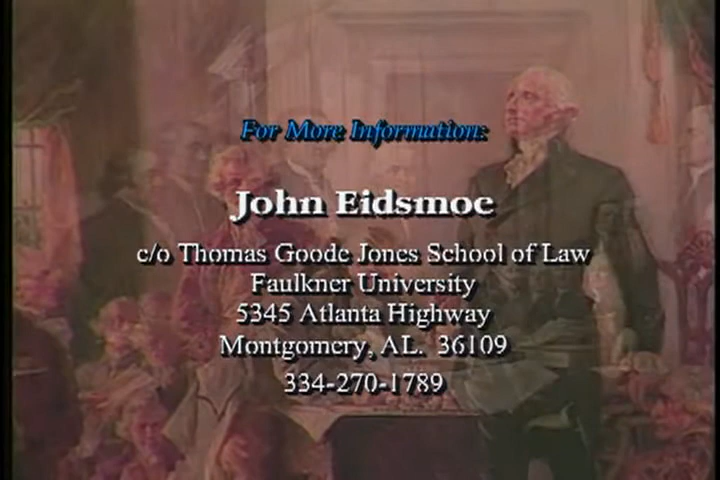 For More Information:
John Eidsmoe
c/o Thomas Goode Jones School of Law
Faulkner University
5345 Atlanta Highway
Montgomery, AL. 36109
334-270-1789